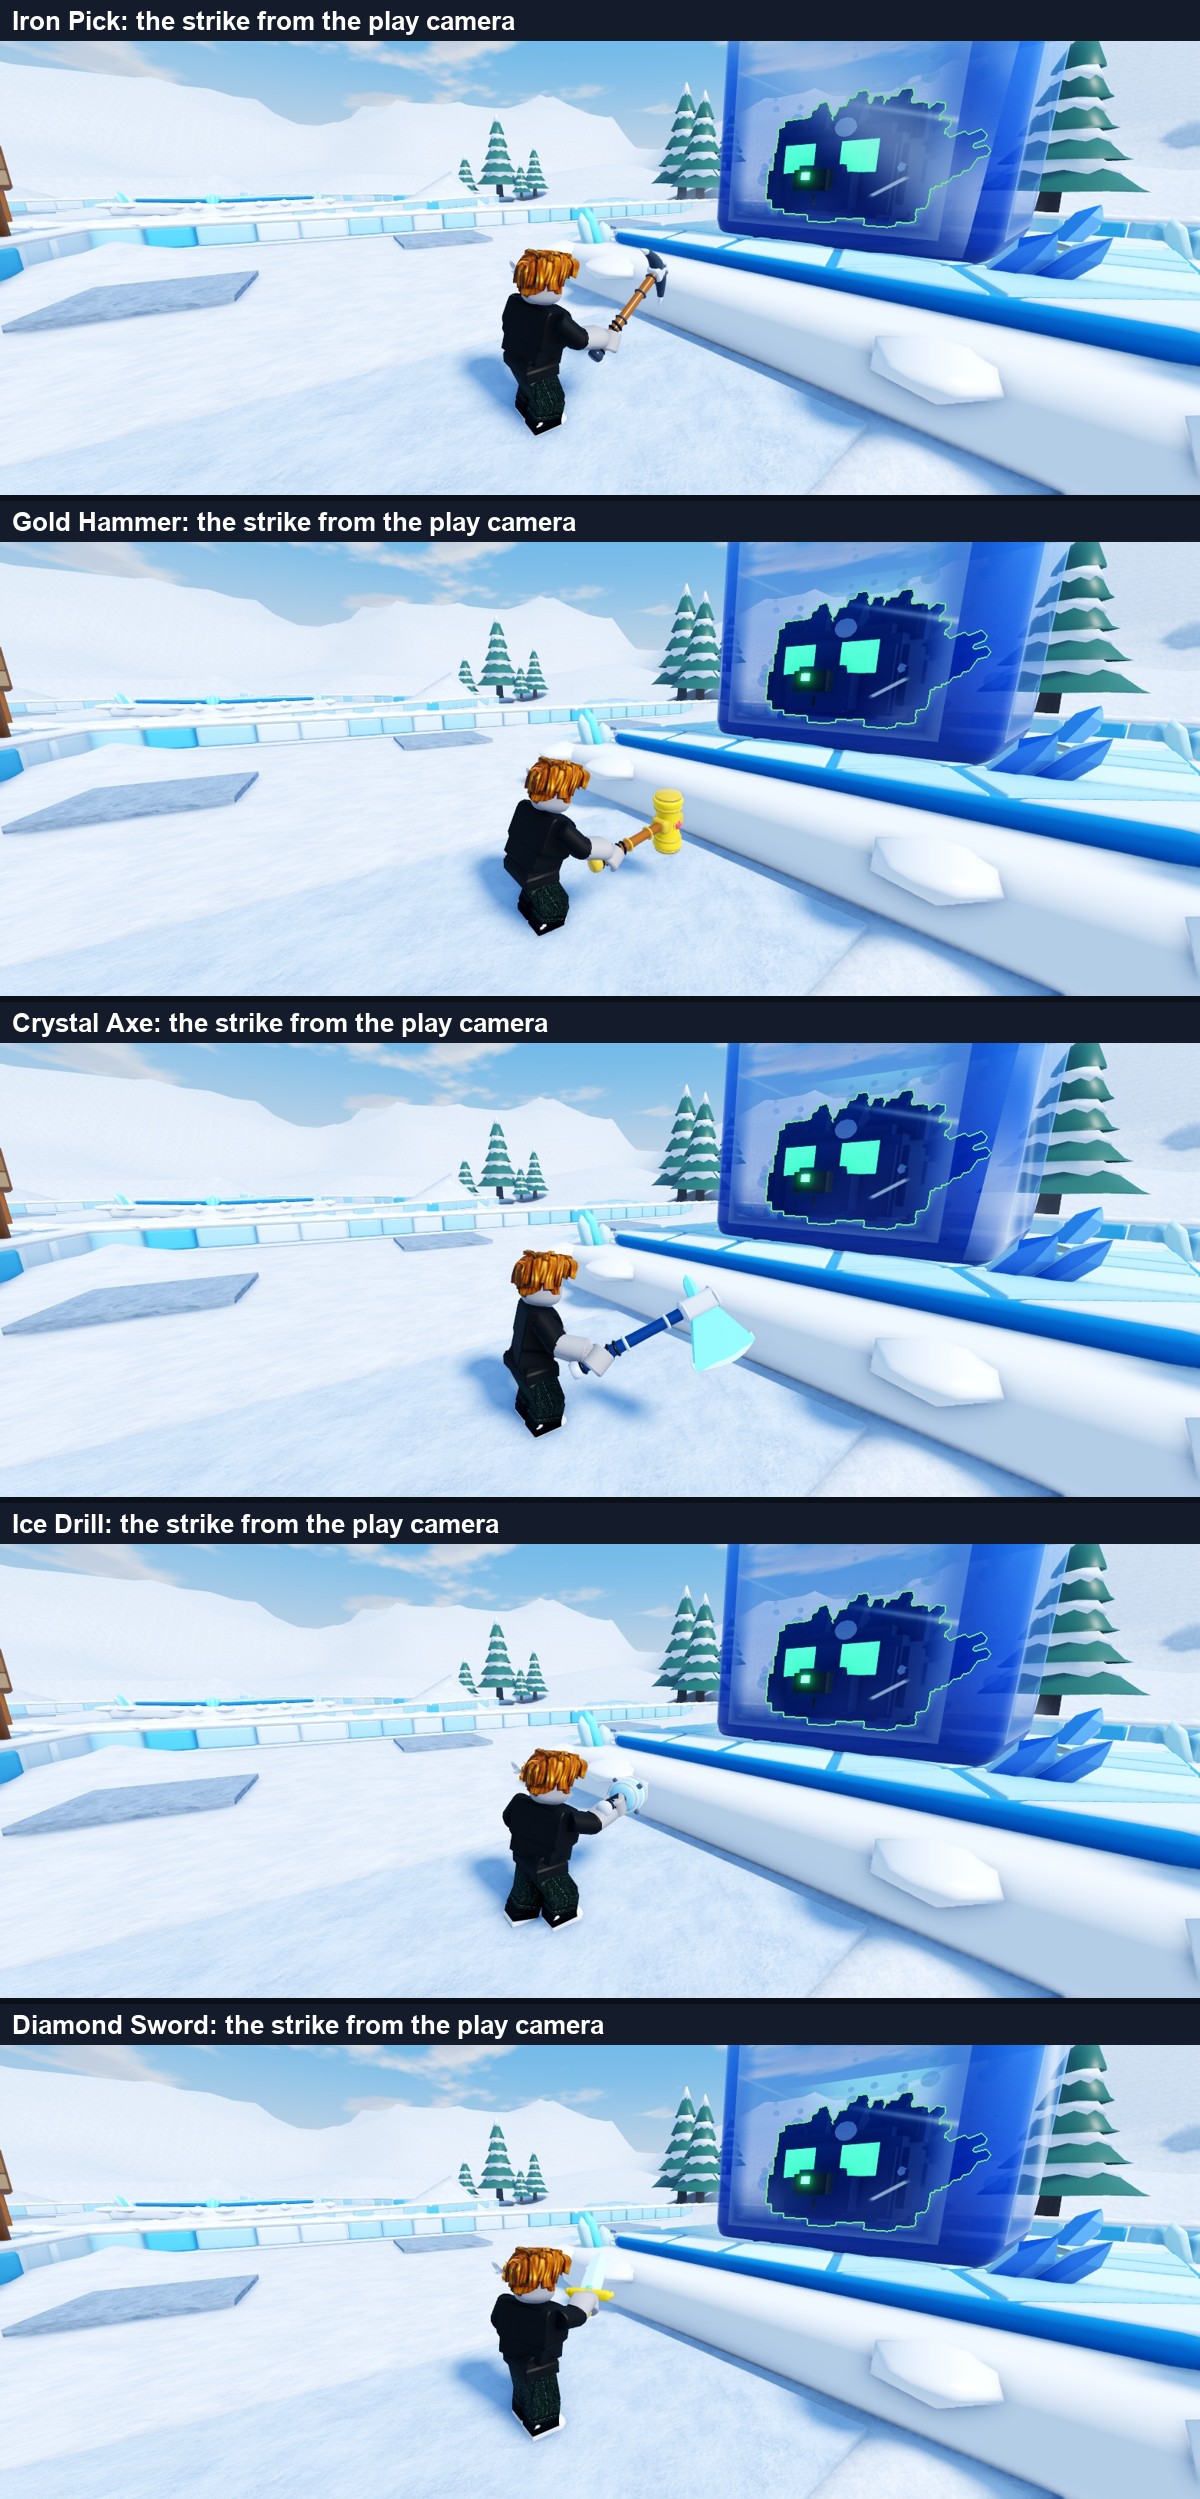 Iron Pick: the strike from the play camera
Gold Hammer: the strike from the play camera
Crystal Axe: the strike from the play camera
Ice Drill: the strike from the play camera
Diamond Sword: the strike from the play camera